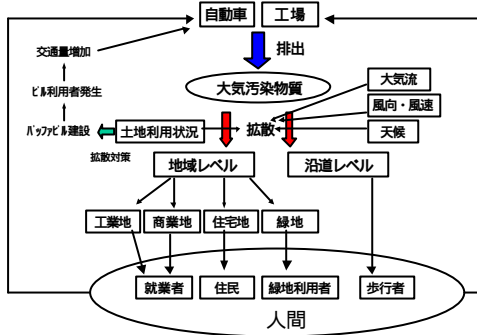 自動車
工場
排出
交通量増加
大気汚染物質
ビル利用者発生
大気流
風向・風速
天候
バッファビル建設
土地利用状況
拡散
拡散対策
地域レベル
沿道レベル
工業地
商業地
住宅地
緑地
就業者
住民
緑地利用者
歩行者
人間